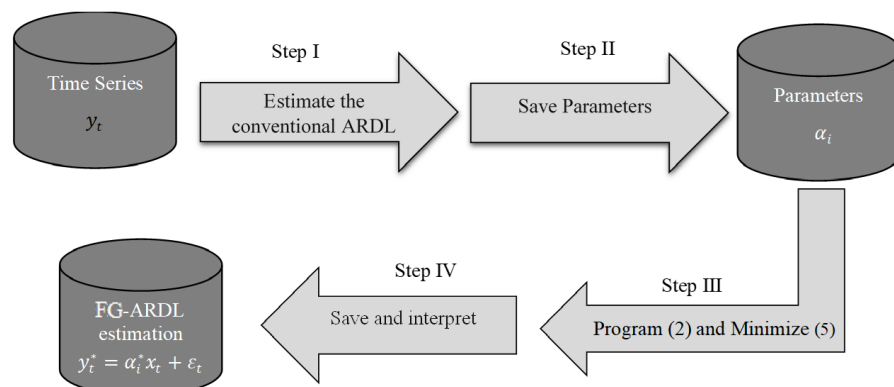 Step I
Step II
Time Series
y_t
Estimate the
conventional ARDL
Save Parameters
Parameters
α_i
Step III
Program (2) and Minimize (5)
Step IV
Save and interpret
𝔽G-ARDL
estimation
y_t^* = α_i^* x_t + ε_t